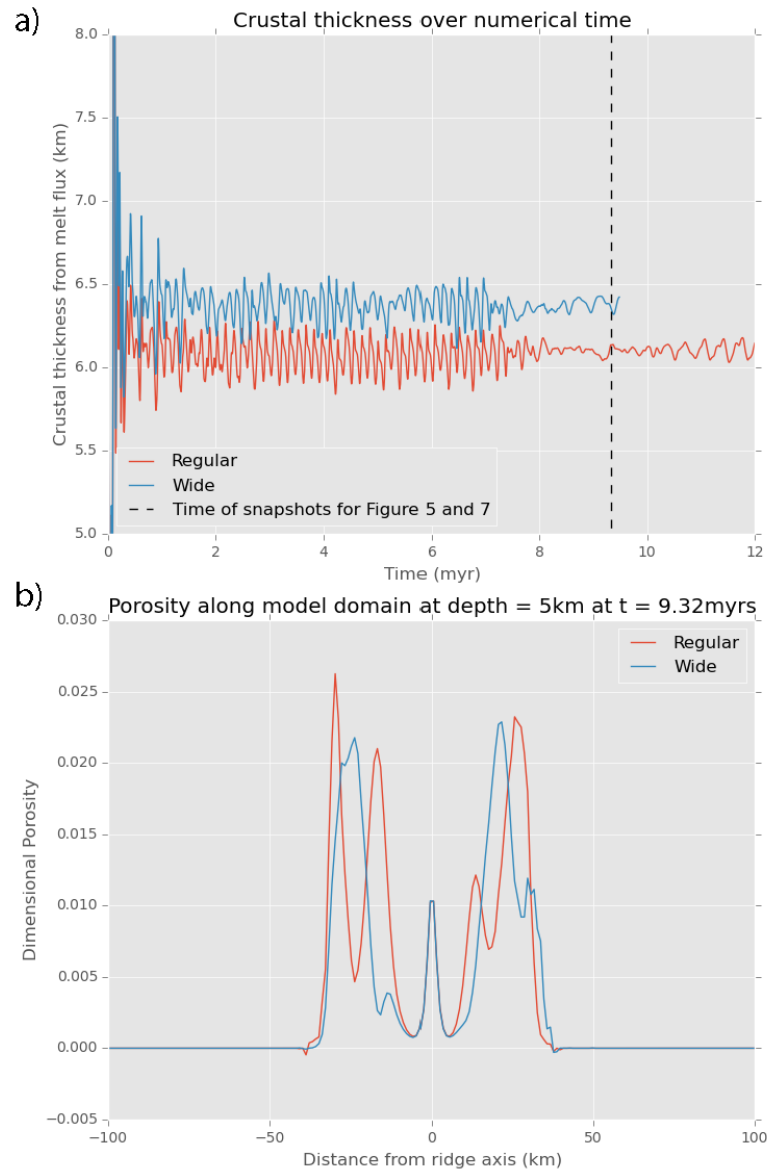 a)
Crustal thickness over numerical time
8.0
7.5
7.0
6.5
6.0
5.5
5.0
Crustal thickness from melt flux (km)
Regular
Wide
Time of snapshots for Figure 5 and 7
0 2 4 6 8 10 12
Time (myr)
b)
Porosity along model domain at depth = 5km at t = 9.32myrs
0.030
0.025
0.020
0.015
0.010
0.005
0.000
−0.005
Dimensional Porosity
Regular
Wide
−100 −50 0 50 100
Distance from ridge axis (km)